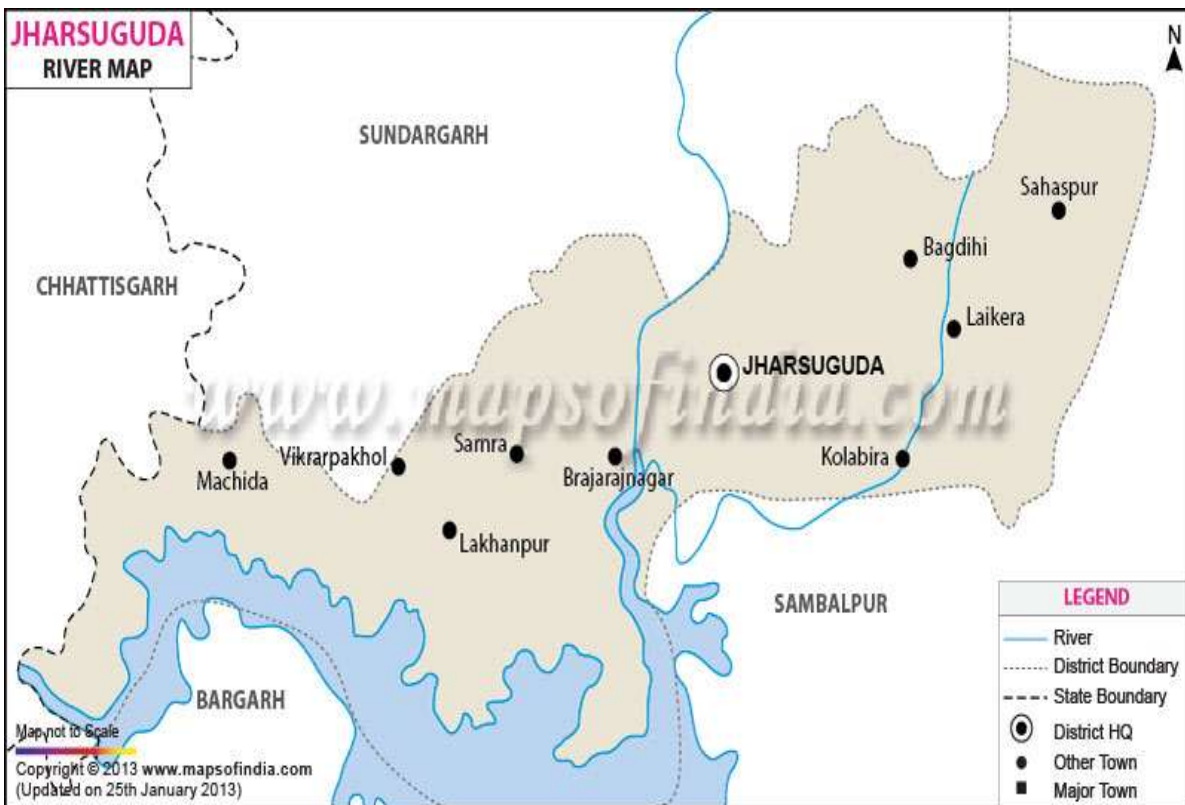 JHARSUGUDA
RIVER MAP
N
SUNDARGARH
Sahaspur
Bagdihi
CHHATTISGARH
Laikera
JHARSUGUDA
www.mapsofindia.com
Vikrarpakhol
Samra
Kolabira
Machida
Brajarajnagar
Lakhanpur
SAMBALPUR
BARGARH
LEGEND
River
District Boundary
State Boundary
District HQ
Other Town
Major Town
Map not to Scale
Copyright © 2013 www.mapsofindia.com
(Updated on 25th January 2013)